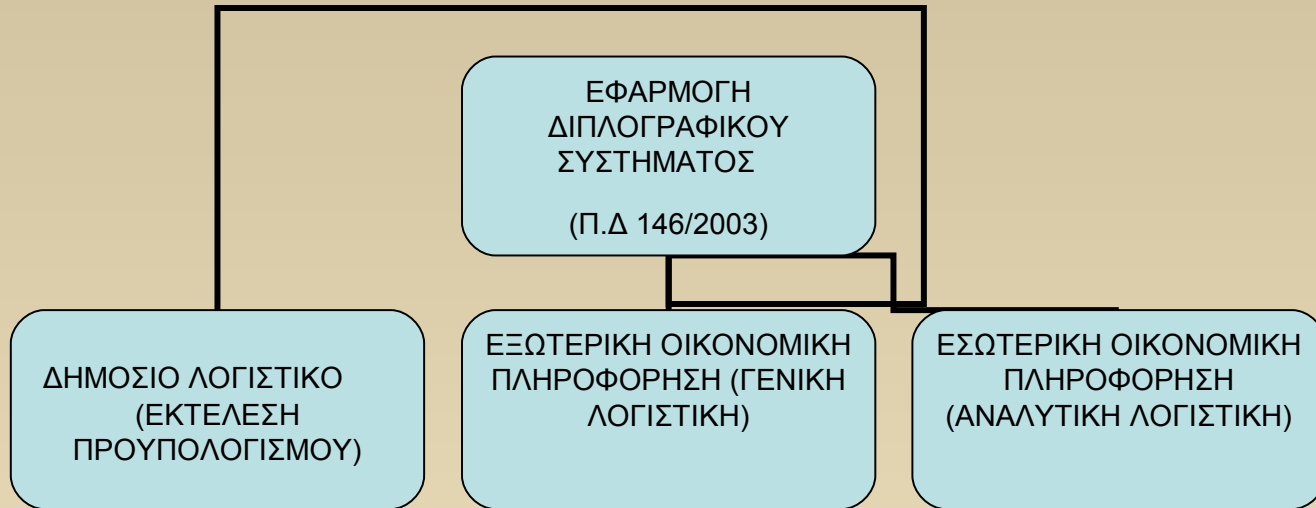 ΕΦΑΡΜΟΓΗ
ΔΙΠΛΟΓΡΑΦΙΚΟΥ
ΣΥΣΤΗΜΑΤΟΣ
(Π.Δ 146/2003)
ΔΗΜΟΣΙΟ ΛΟΓΙΣΤΙΚΟ
(ΕΚΤΕΛΕΣΗ
ΠΡΟΥΠΟΛΟΓΙΣΜΟΥ)
ΕΞΩΤΕΡΙΚΗ ΟΙΚΟΝΟΜΙΚΗ
ΠΛΗΡΟΦΟΡΗΣΗ (ΓΕΝΙΚΗ
ΛΟΓΙΣΤΙΚΗ)
ΕΣΩΤΕΡΙΚΗ ΟΙΚΟΝΟΜΙΚΗ
ΠΛΗΡΟΦΟΡΗΣΗ
(ΑΝΑΛΥΤΙΚΗ ΛΟΓΙΣΤΙΚΗ)